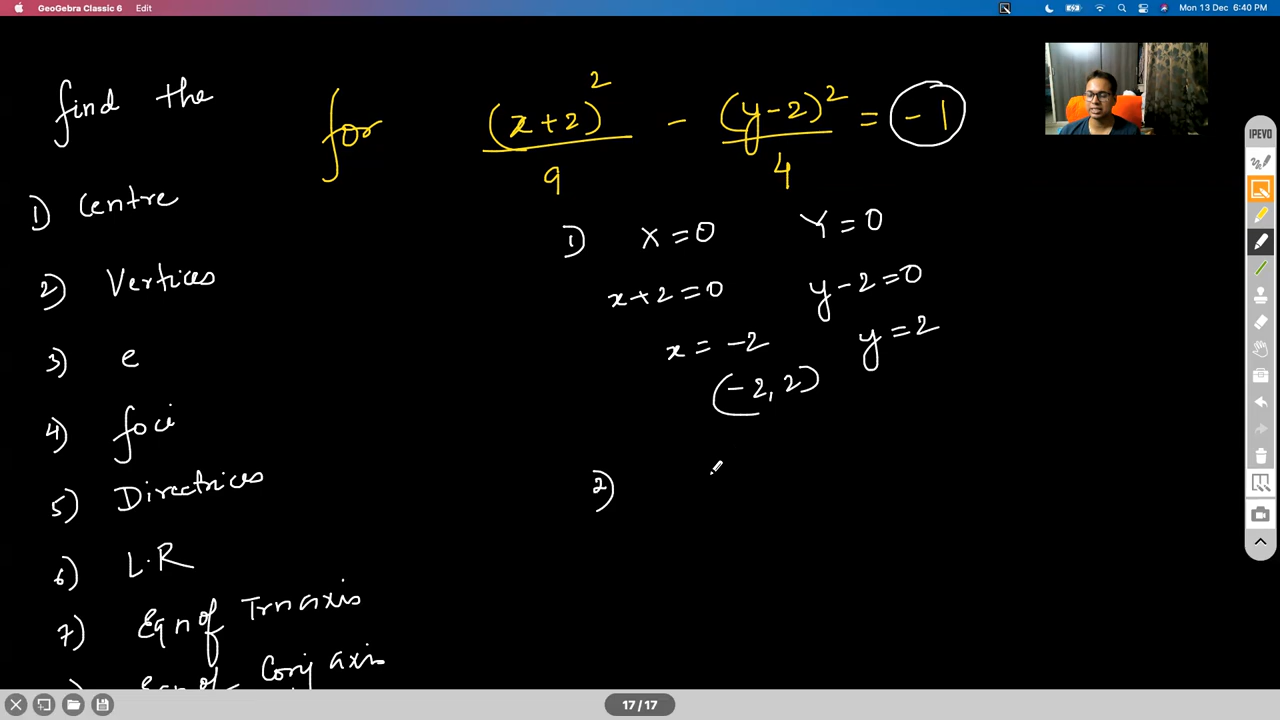 GeoGebra Classic 6 Edit Mon 13 Dec 6:40 PM
find the
for (x+2)²/9 - (y-2)²/4 = -1
1) Centre
2) Vertices
3) e
4) foci
5) Directrices
6) L.R
7) Eqn of Trn axis
Eqn of Conj axis
1) X=0 Y=0
x+2=0 y-2=0
x = -2 y=2
(-2, 2)
2)
IPEVO
17/17